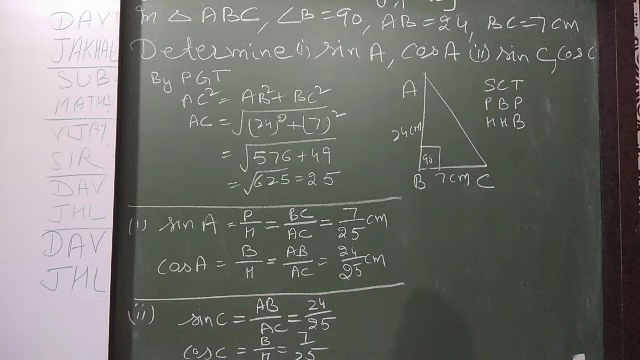 In △ ABC, ∠B=90, AB=24, BC=7cm
Determine (i) sin A, cos A (ii) sin C, cos C
By PGT
AC² = AB² + BC²
AC = √(24)² + (7)²
= √576 + 49
= √625 = 25
(i) sin A = P/H = BC/AC = 7/25 cm
cos A = B/H = AB/AC = 24/25 cm
(ii) sin C = AB/AC = 24/25
cos C = B/H = 7/25
A
24cm
90
B 7cm C
SCT
PBP
HHB
DAV
JAKHAL
SUB
MATHS
VIJAY
SIR
DAV
JHL
DAV
JHL